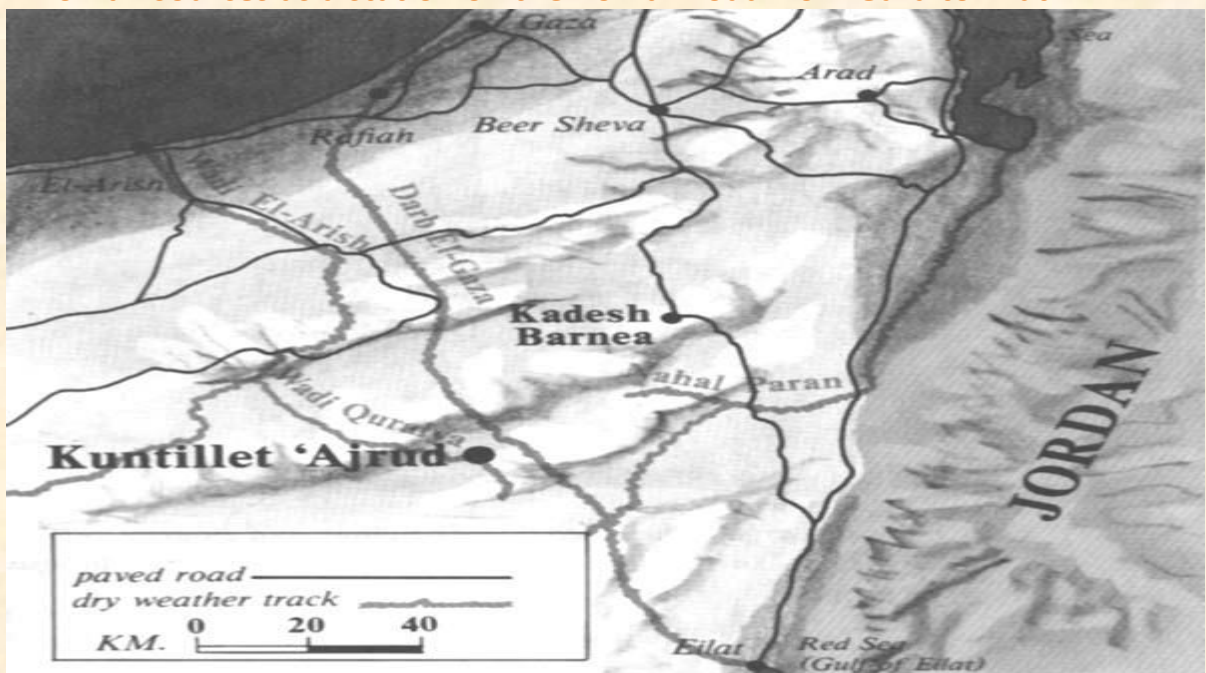 Gaza
Sea
Arad
Beer Sheva
Rafiah
El-Arish
Wadi El-Arish
Darb El-Gaza
Kadesh
Barnea
Nahal Paran
Wadi
Kuntillet ‘Ajrud
JORDAN
paved road
dry weather track
0 20 40
KM.
Eilat
Red Sea
(Gulf of Eilat)